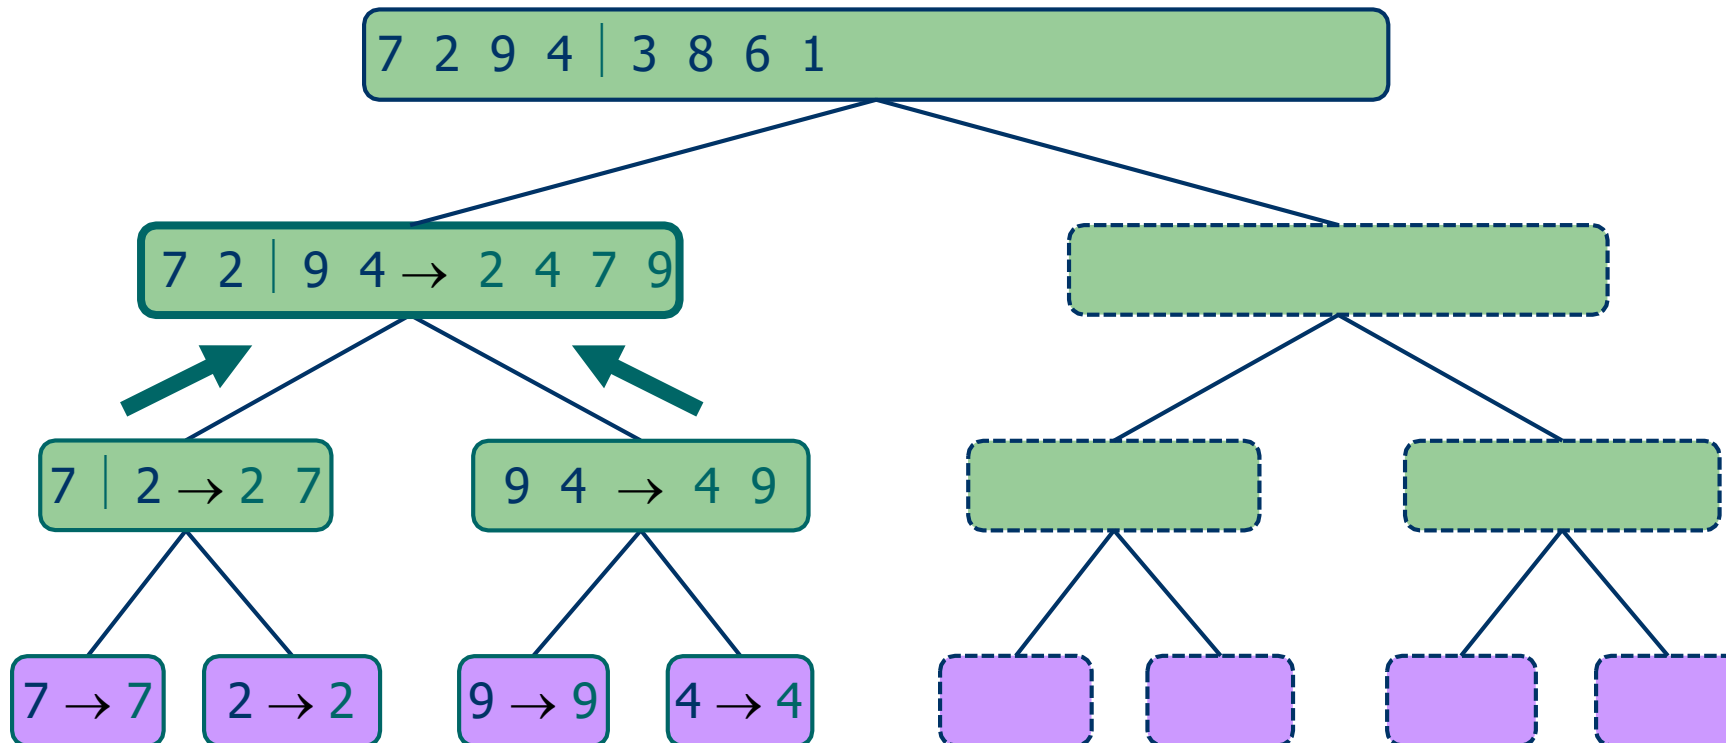 7 2 9 4 | 3 8 6 1
7 2 | 9 4 → 2 4 7 9
7 | 2 → 2 7
9 4 → 4 9
7 → 7
2 → 2
9 → 9
4 → 4